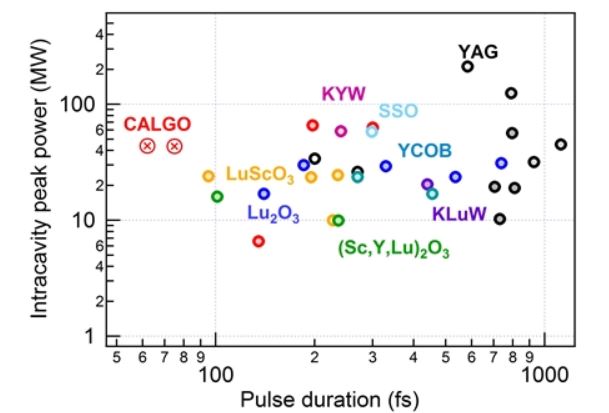 4
2
100
6
4
2
10
6
4
2
1
Intracavity peak power (MW)
YAG
KYW
SSO
CALGO
YCOB
LuScO3
Lu2O3
KLuW
(Sc,Y,Lu)2O3
5 6 7 8 9 2 3 4 5 6 7 8 9
100 1000
Pulse duration (fs)